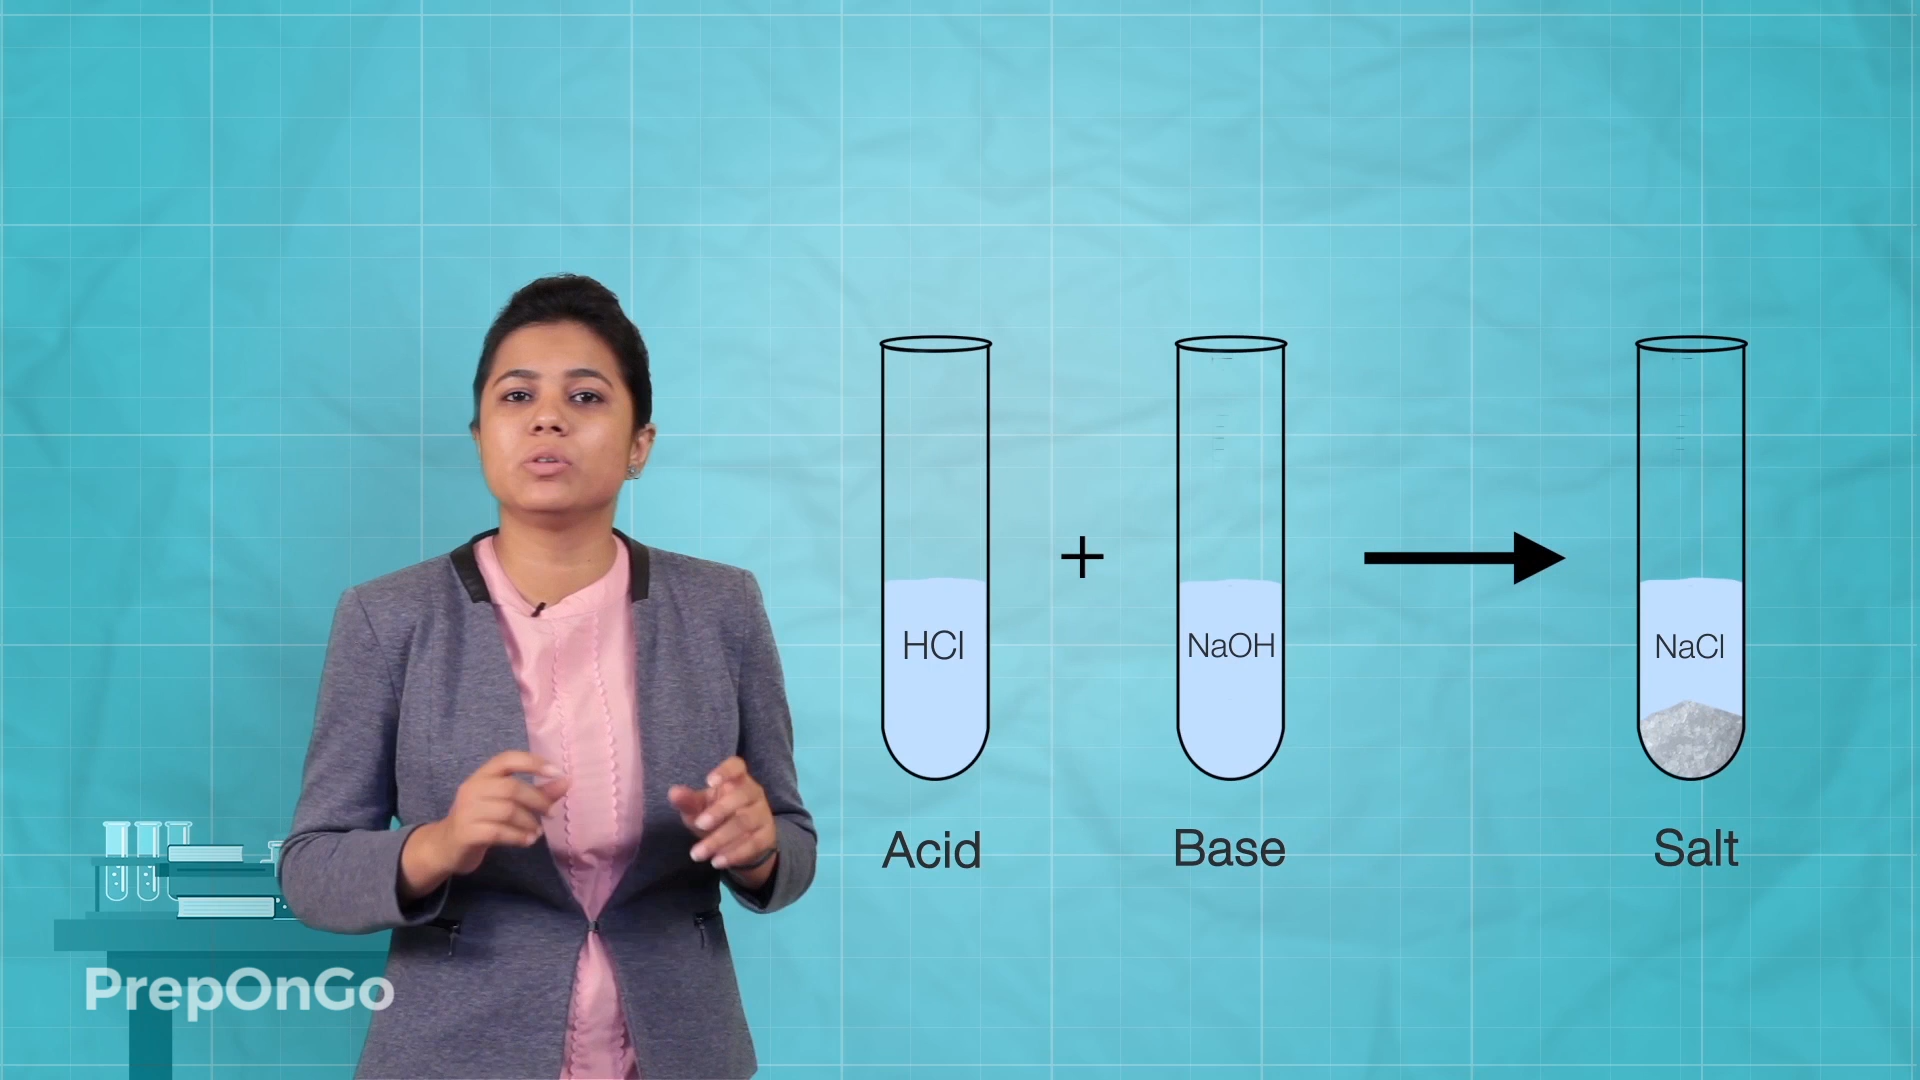 HCl
+
NaOH
NaCl
Acid
Base
Salt
PrepOnGo